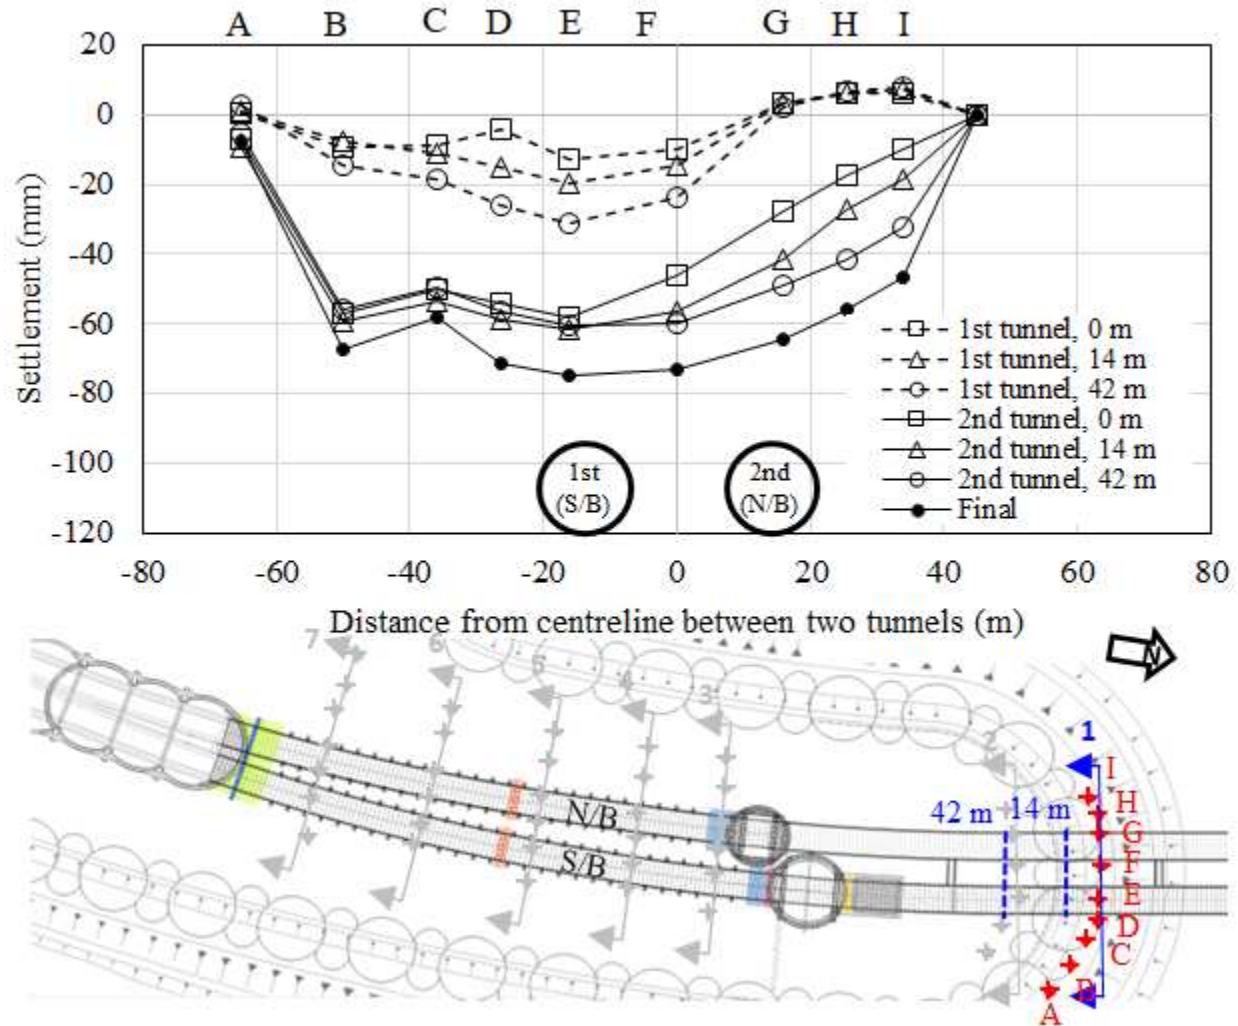 A B C D E F G H I
20
0
-20
-40
-60
-80
-100
-120
Settlement (mm)
1st tunnel, 0 m
1st tunnel, 14 m
1st tunnel, 42 m
2nd tunnel, 0 m
2nd tunnel, 14 m
2nd tunnel, 42 m
Final
1st
(S/B)
2nd
(N/B)
-80 -60 -40 -20 0 20 40 60 80
Distance from centreline between two tunnels (m)
N
7 6 5 4 3 2 1
42 m 14 m
N/B
S/B
I
H
G
F
E
D
C
B
A